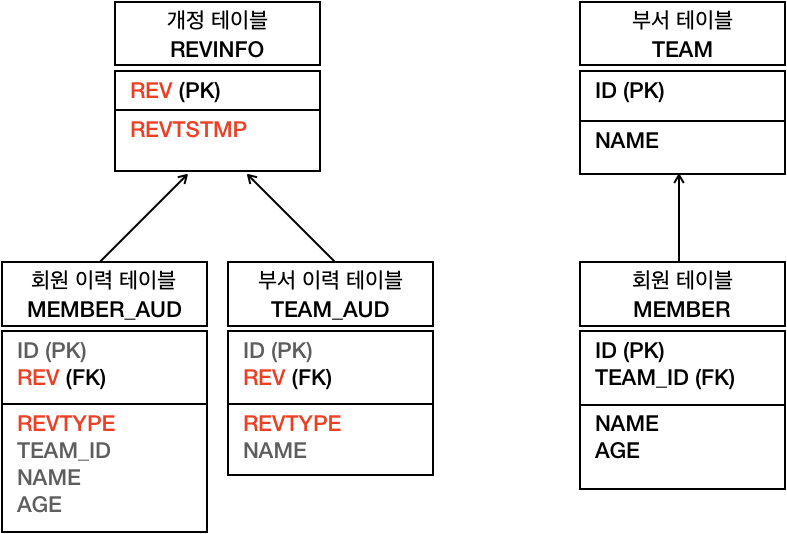 개정 테이블
REVINFO
REV (PK)
REVTSTMP
부서 테이블
TEAM
ID (PK)
NAME
회원 이력 테이블
MEMBER_AUD
ID (PK)
REV (FK)
REVTYPE
TEAM_ID
NAME
AGE
부서 이력 테이블
TEAM_AUD
ID (PK)
REV (FK)
REVTYPE
NAME
회원 테이블
MEMBER
ID (PK)
TEAM_ID (FK)
NAME
AGE